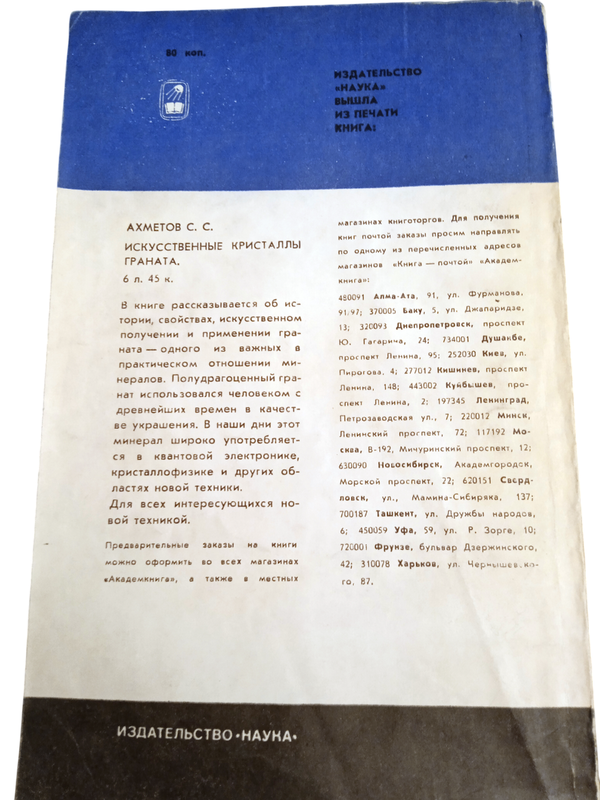 80 коп.
ИЗДАТЕЛЬСТВО
«НАУКА»
ВЫШЛА
ИЗ ПЕЧАТИ
КНИГА:
АХМЕТОВ С. С.
ИСКУССТВЕННЫЕ КРИСТАЛЛЫ
ГРАНАТА.
6 л. 45 к.
В книге рассказывается об ис-
тории, свойствах, искусственном
получении и применении гра-
ната — одного из важных в
практическом отношении ми-
нералов. Полудрагоценный гра-
нат использовался человеком с
древнейших времен в качест-
ве украшения. В наши дни этот
минерал широко употребляет-
ся в квантовой электронике,
кристаллофизике и других об-
ластях новой техники.
Для всех интересующихся но-
вой техникой.
Предварительные заказы на книги
можно оформить во всех магазинах
«Академкнига», а также в местных
магазинах книготоргов. Для получения
книг почтой заказы просим направлять
по одному из перечисленных адресов
магазинов «Книга — почтой» «Академ-
книга»:
480091 Алма-Ата, 91, ул. Фурманова,
91/97; 370005 Баку, 5, ул. Джапаридзе,
13; 320093 Днепропетровск, проспект
Ю. Гагарина, 24; 734001 Душанбе,
проспект Ленина, 95; 252030 Киев, ул.
Пирогова, 4; 277012 Кишинев, проспект
Ленина, 148; 443002 Куйбышев, про-
спект Ленина, 2; 197345 Ленинград,
Петрозаводская ул., 7; 220012 Минск,
Ленинский проспект, 72; 117192 Мо-
сква, В-192, Мичуринский проспект, 12;
630090 Новосибирск, Академгородок,
Морской проспект, 22; 620151 Сверд-
ловск, ул., Мамина-Сибиряка, 137;
700187 Ташкент, ул. Дружбы народов,
6; 450059 Уфа, 59, ул. Р. Зорге, 10;
720001 Фрунзе, бульвар Дзержинского,
42; 310078 Харьков, ул. Чернышевско-
го, 87.
ИЗДАТЕЛЬСТВО «НАУКА»